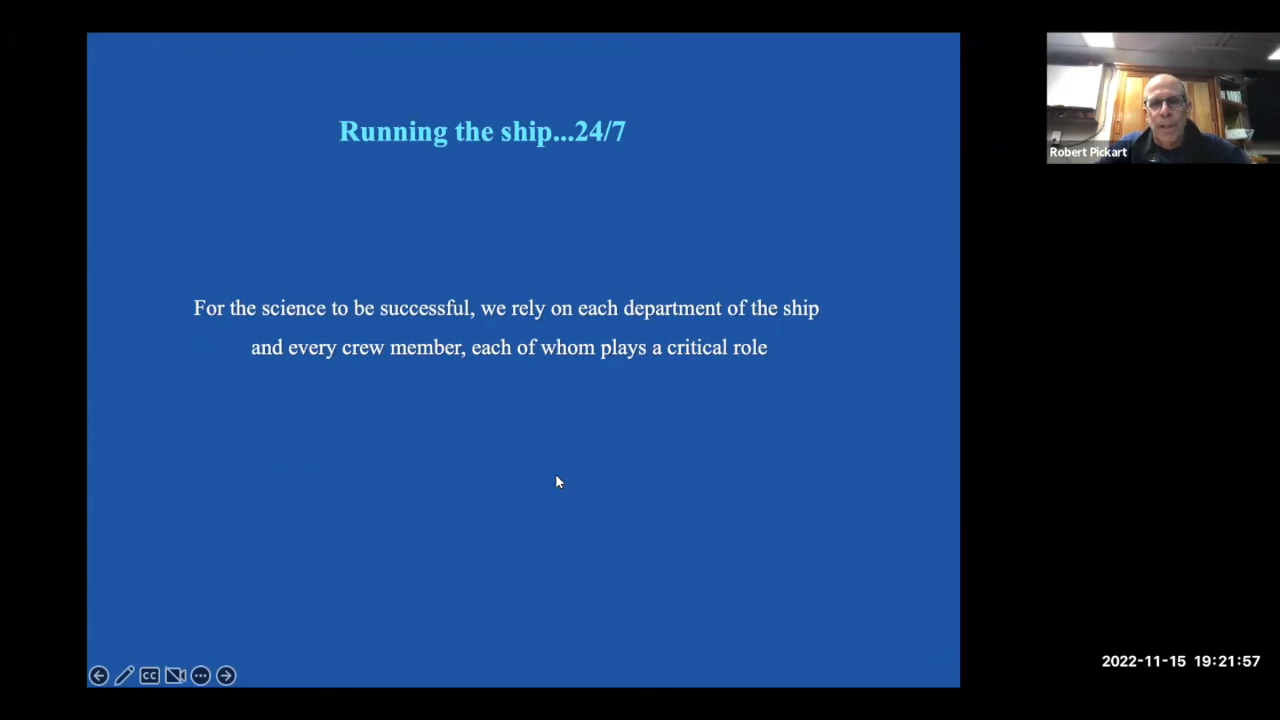 Running the ship...24/7
Robert Pickart
For the science to be successful, we rely on each department of the ship
and every crew member, each of whom plays a critical role
CC
2022-11-15 19:21:57